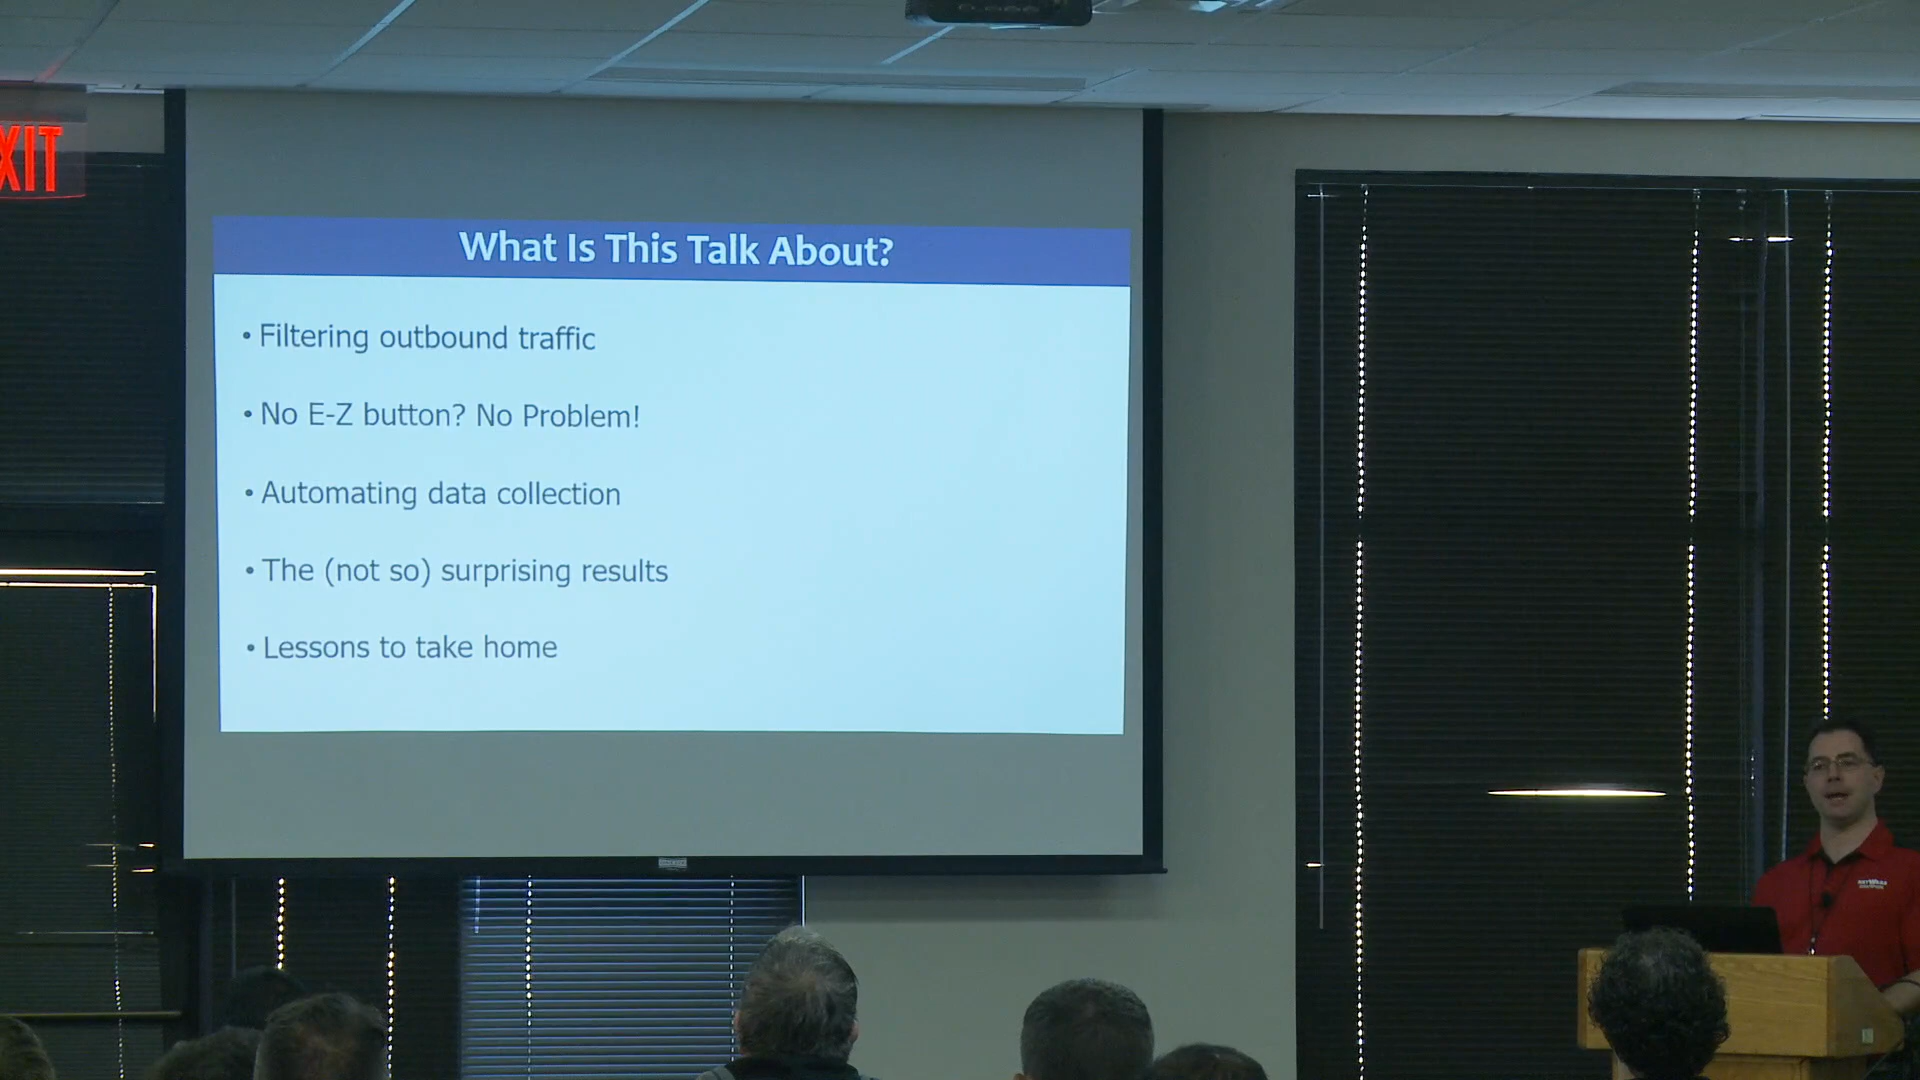 EXIT
What Is This Talk About?
• Filtering outbound traffic
• No E-Z button? No Problem!
• Automating data collection
• The (not so) surprising results
• Lessons to take home